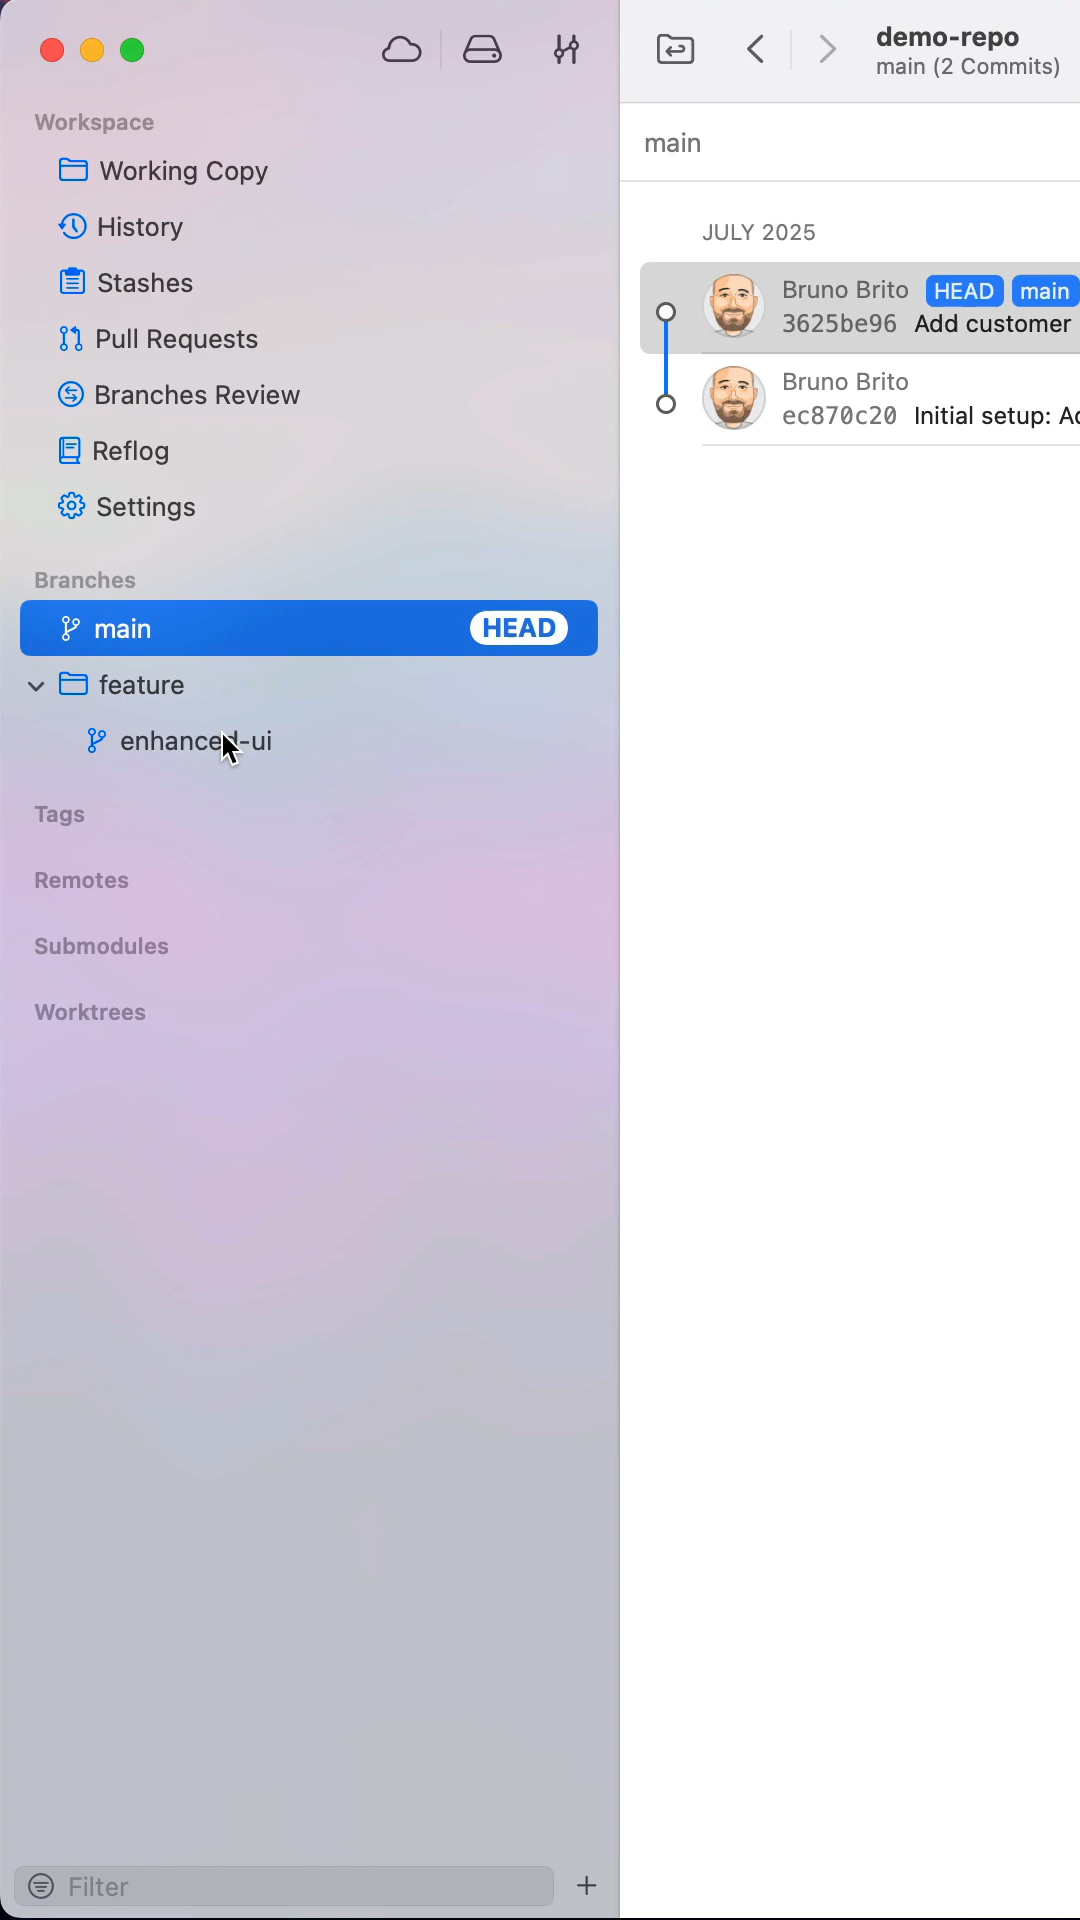 Workspace
Working Copy
History
Stashes
Pull Requests
Branches Review
Reflog
Settings
Branches
main HEAD
feature
enhanced-ui
Tags
Remotes
Submodules
Worktrees
Filter
demo-repo
main (2 Commits)
main
JULY 2025
Bruno Brito HEAD main
3625be96 Add customer
Bruno Brito
ec870c20 Initial setup: